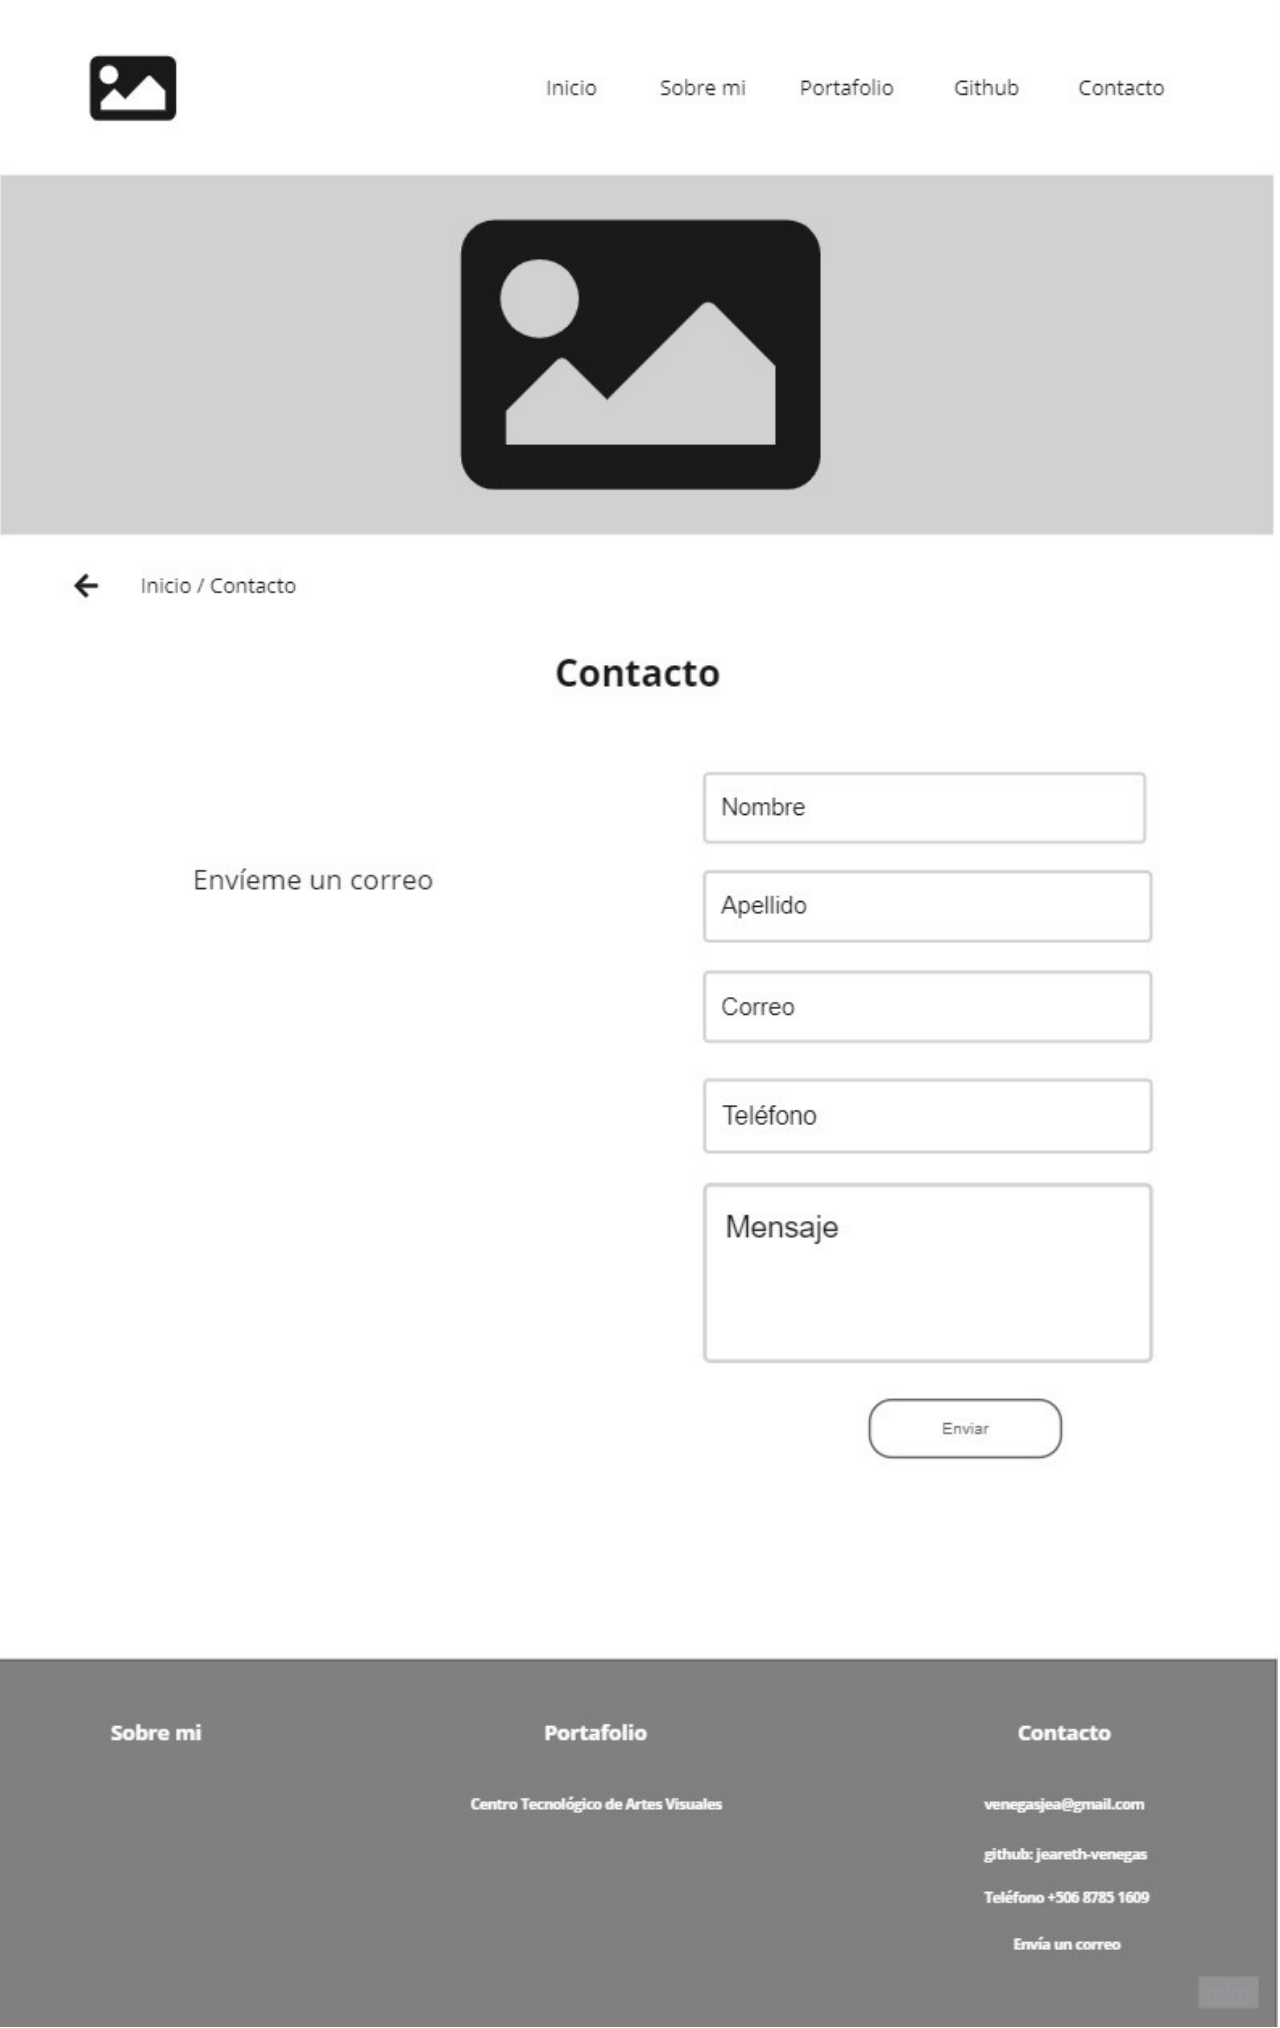 Inicio Sobre mi Portafolio Github Contacto
Inicio / Contacto
Contacto
Envíeme un correo
Nombre
Apellido
Correo
Teléfono
Mensaje
Enviar
Sobre mi
Portafolio
Centro Tecnológico de Artes Visuales
Contacto
venegasjea@gmail.com
github: jeareth-venegas
Teléfono +506 8785 1609
Envía un correo